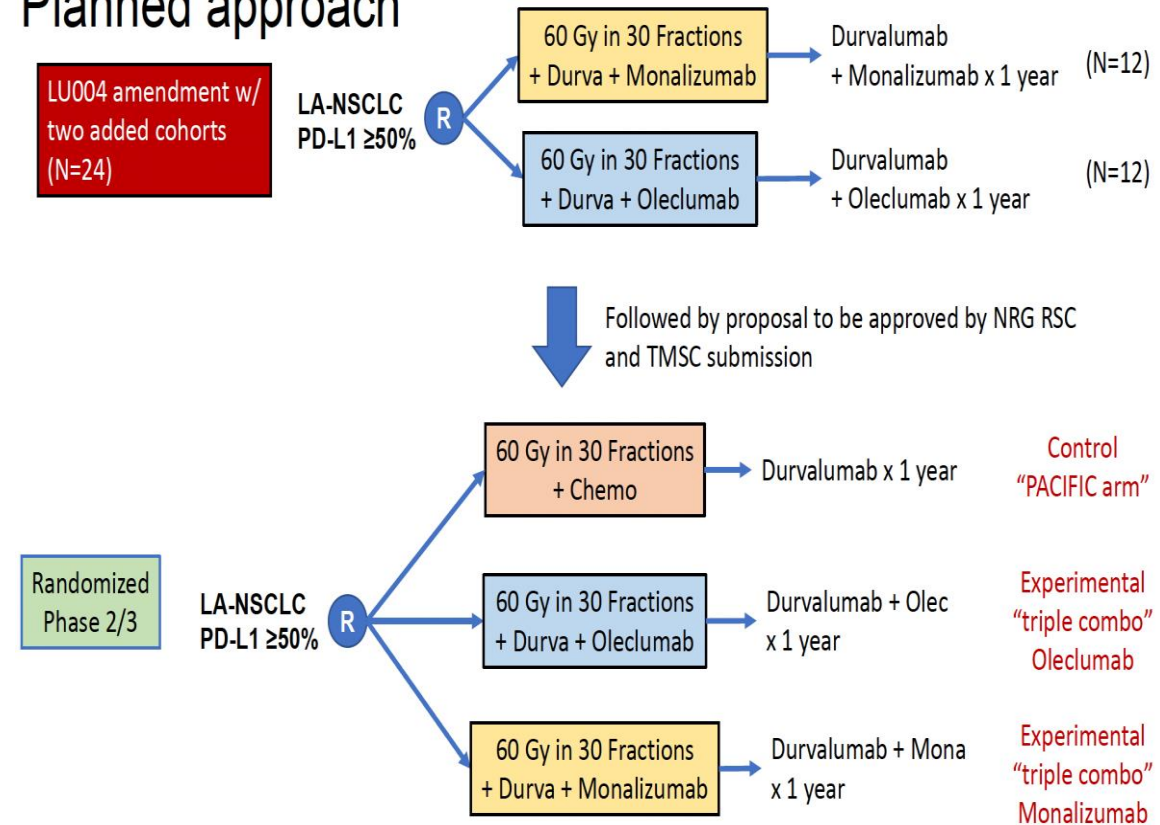 Planned approach
LU004 amendment w/
two added cohorts
(N=24)
LA-NSCLC
PD-L1 ≥50%
R
60 Gy in 30 Fractions
+ Durva + Monalizumab
Durvalumab
+ Monalizumab x 1 year
(N=12)
60 Gy in 30 Fractions
+ Durva + Oleclumab
Durvalumab
+ Oleclumab x 1 year
(N=12)
Followed by proposal to be approved by NRG RSC
and TMSC submission
Randomized
Phase 2/3
LA-NSCLC
PD-L1 ≥50%
R
60 Gy in 30 Fractions
+ Chemo
Durvalumab x 1 year
Control
“PACIFIC arm”
60 Gy in 30 Fractions
+ Durva + Oleclumab
Durvalumab + Olec
x 1 year
Experimental
“triple combo”
Oleclumab
60 Gy in 30 Fractions
+ Durva + Monalizumab
Durvalumab + Mona
x 1 year
Experimental
“triple combo”
Monalizumab